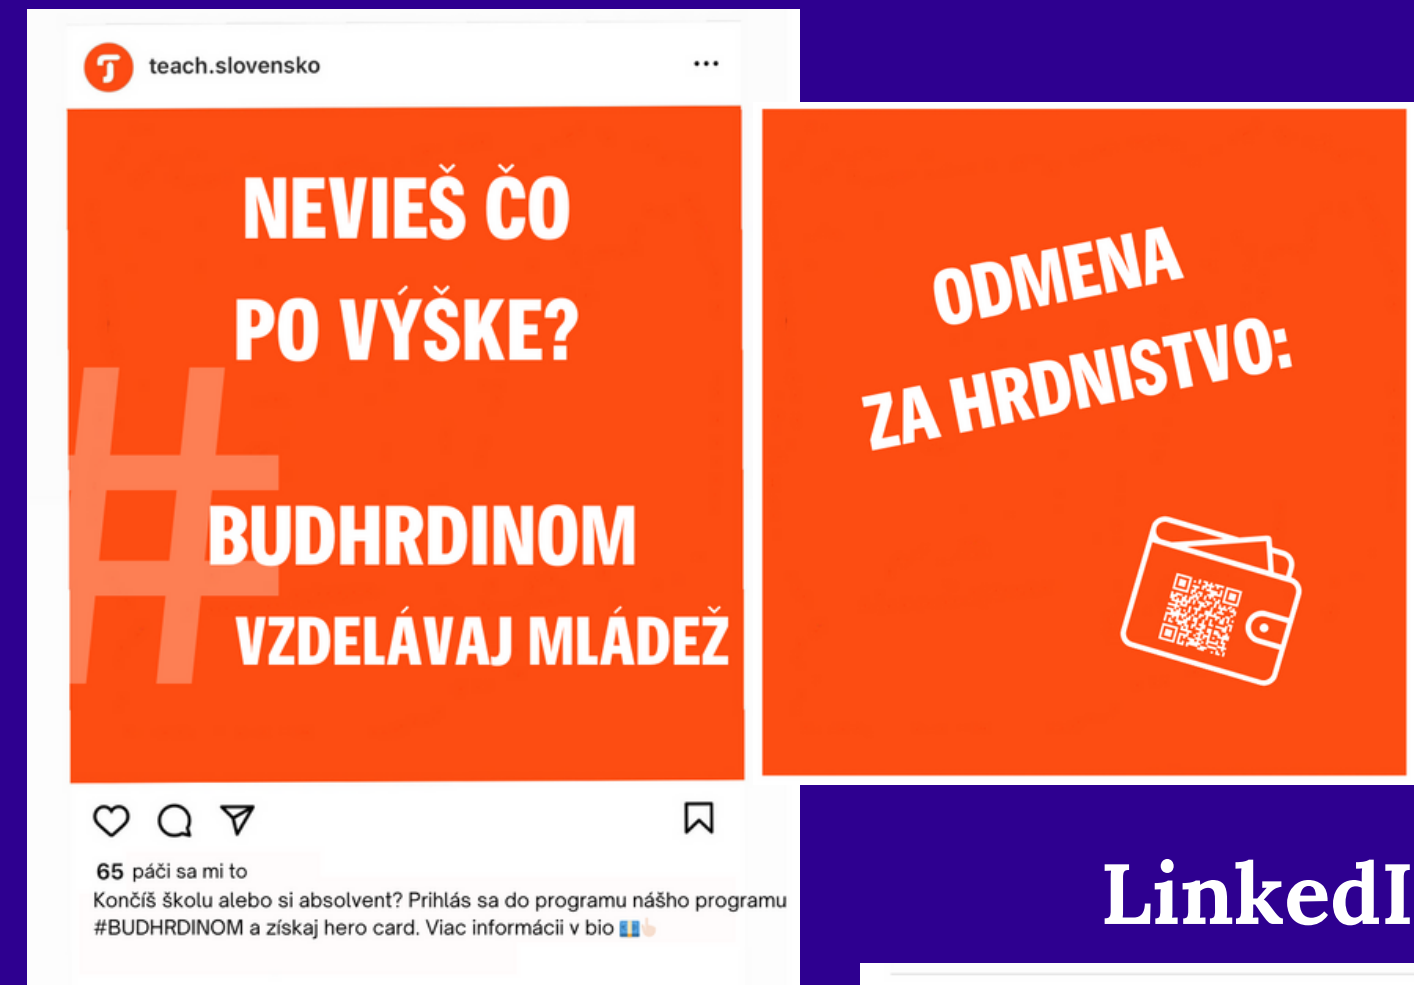 teach.slovensko
NEVIEŠ ČO
PO VÝŠKE?
#
BUDHRDINOM
VZDELÁVAJ MLÁDEŽ
65 páči sa mi to
Končíš školu alebo si absolvent? Prihlás sa do programu nášho programu
#BUDHRDINOM a získaj hero card. Viac informácii v bio
ODMENA
ZA HRDNISTVO:
LinkedI